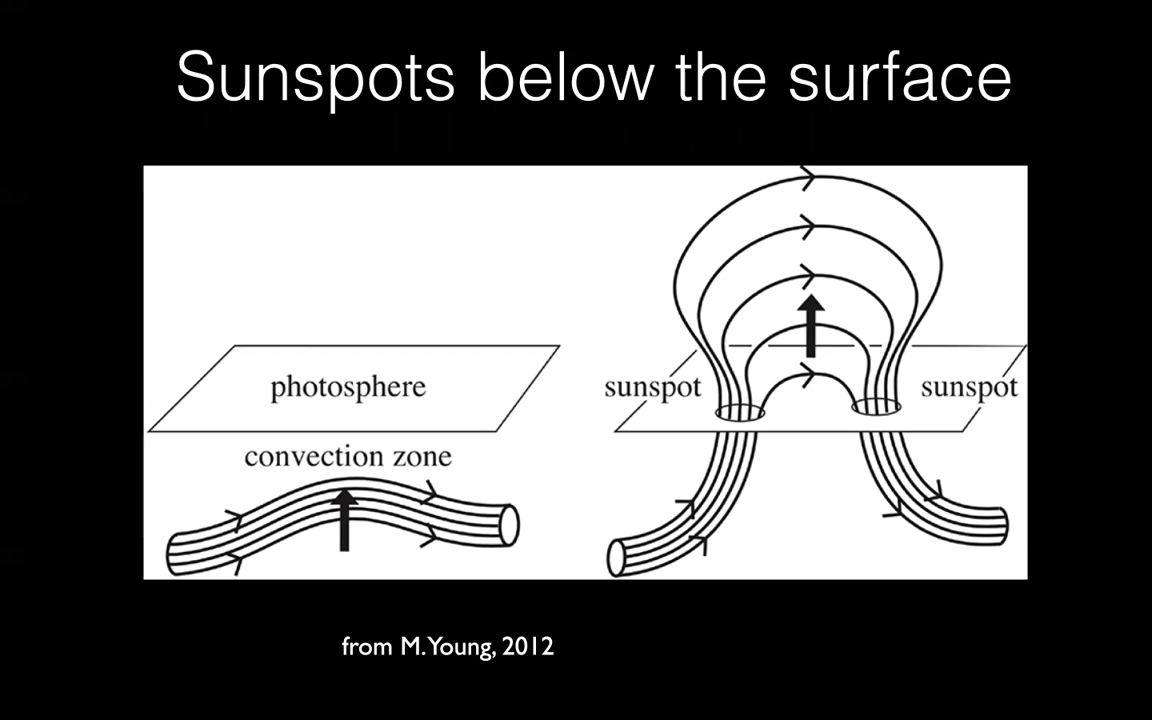 Sunspots below the surface
photosphere
convection zone
sunspot
sunspot
from M.Young, 2012